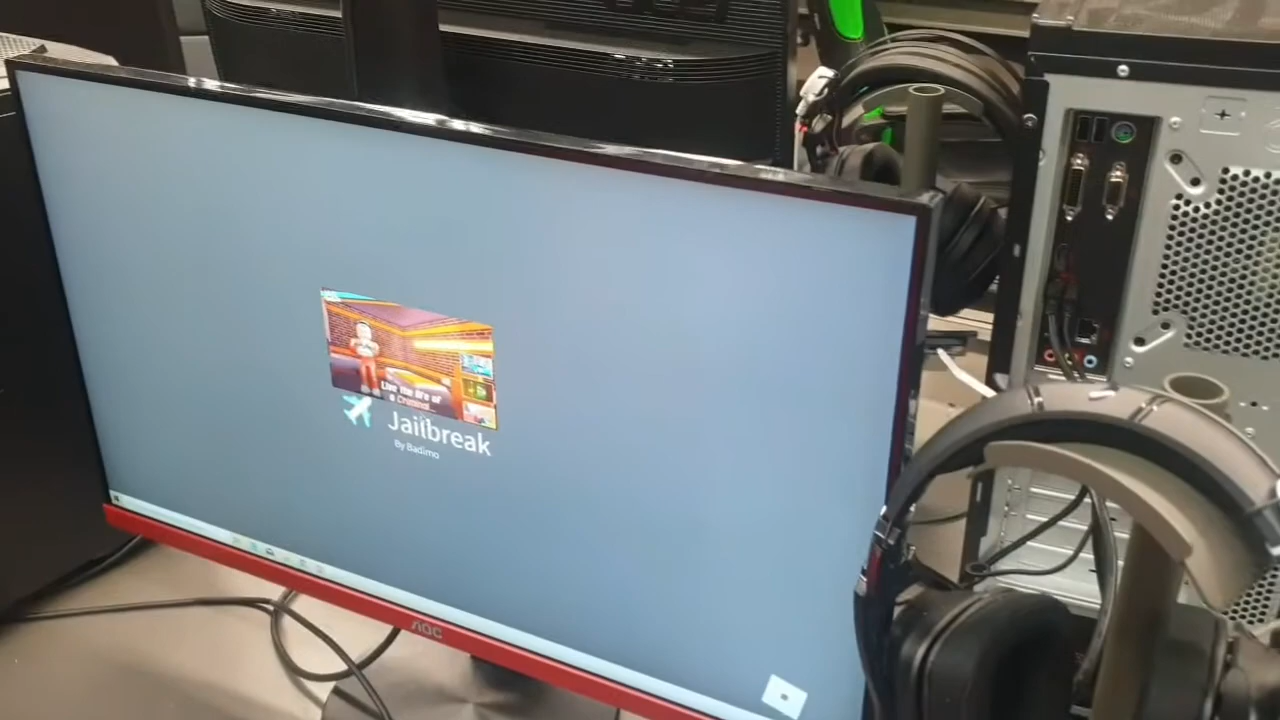 Live the life of
a Criminal...
Jailbreak
By Badimo
AOC